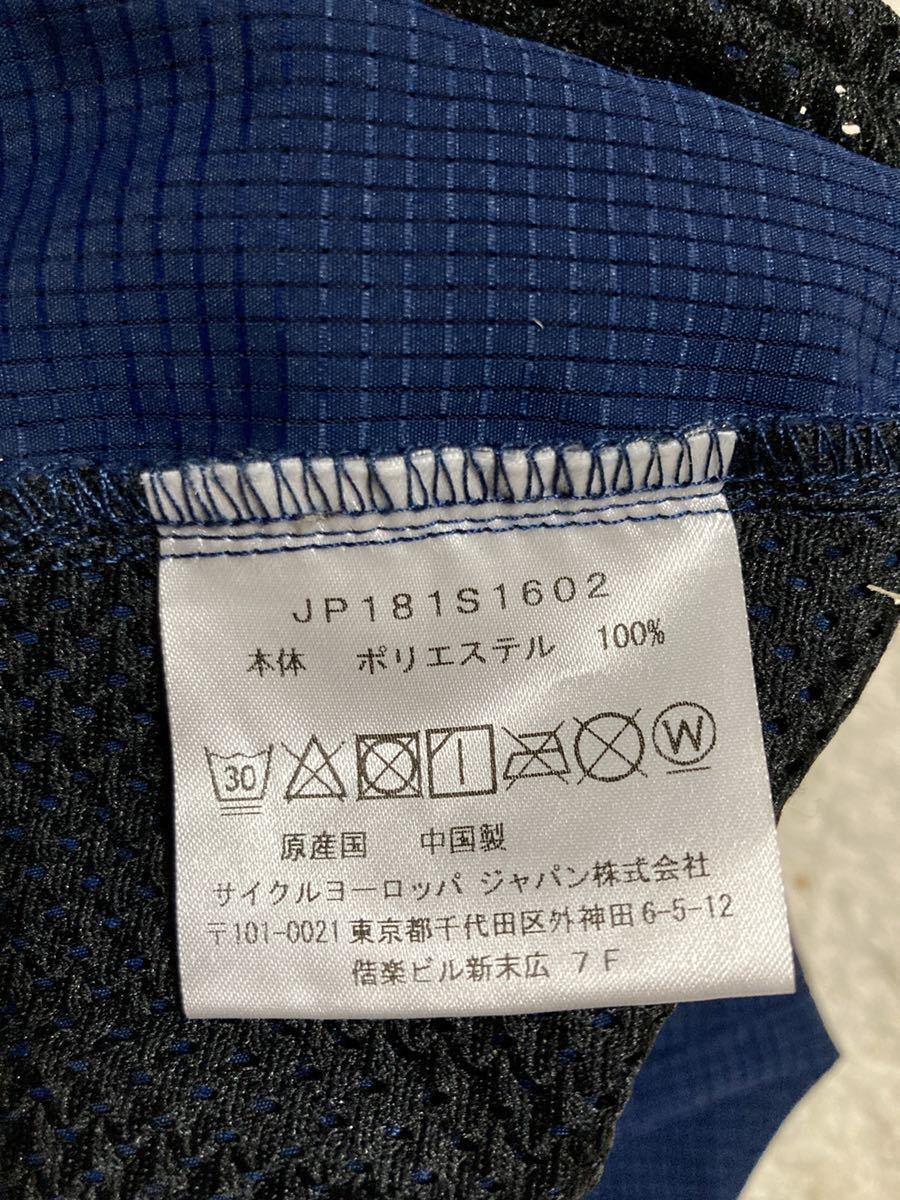 JP181S1602
本体 ポリエステル 100%
30 W
原産国 中国製
サイクルヨーロッパ ジャパン株式会社
〒101-0021 東京都千代田区外神田6-5-12
偕楽ビル新末広 7F